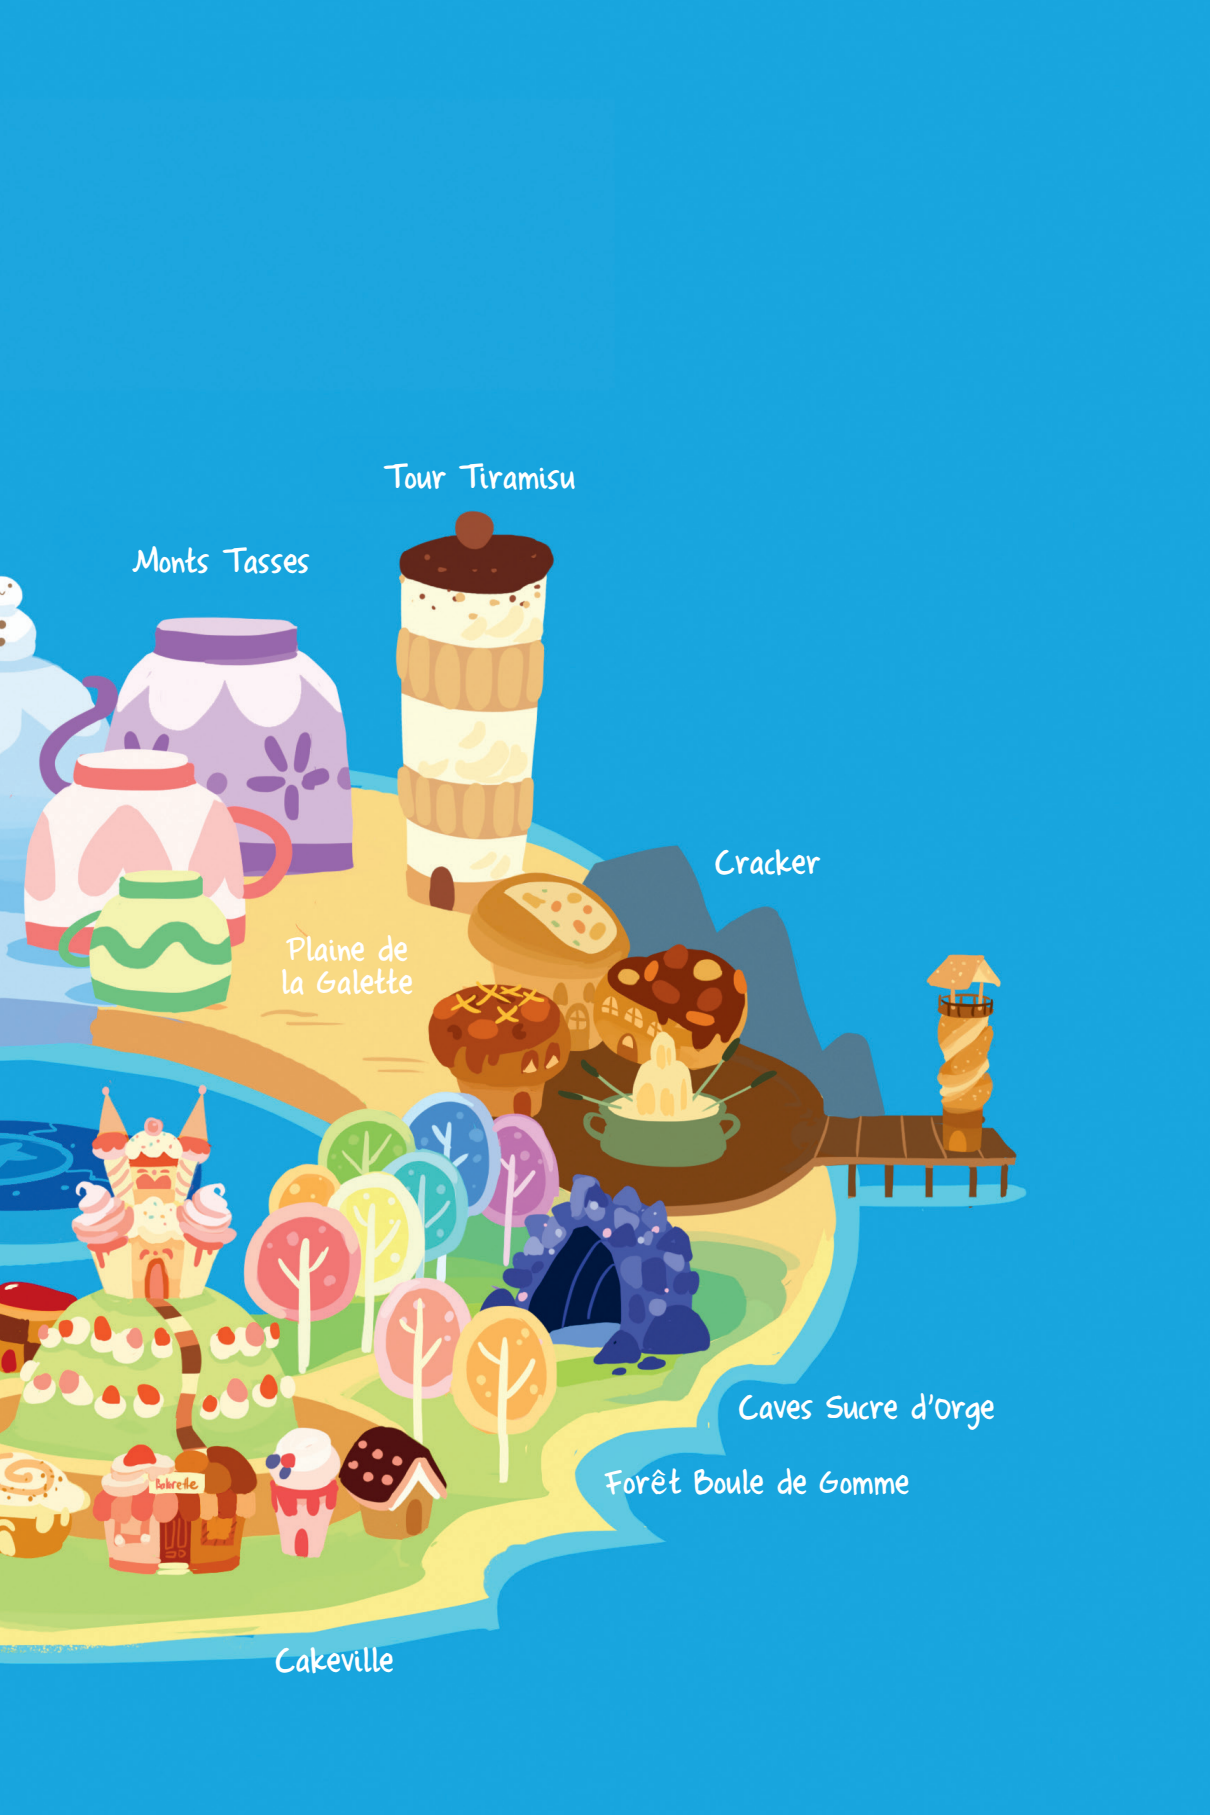 Tour Tiramisu
Monts Tasses
Cracker
Plaine de
la Galette
Caves Sucre d'Orge
Forêt Boule de Gomme
Cakeville